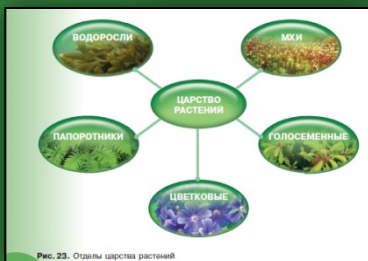 ВОДОРОСЛИ
МХИ
ЦАРСТВО
РАСТЕНИЙ
ПАПОРОТНИКИ
ГОЛОСЕМЕННЫЕ
ЦВЕТКОВЫЕ
Рис. 23. Отделы царства растений